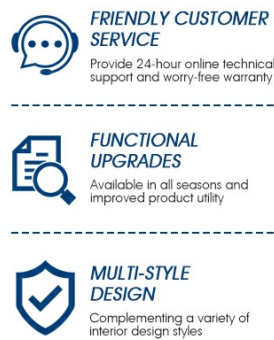 FRIENDLY CUSTOMER
SERVICE
Provide 24-hour online technical
support and worry-free warranty
FUNCTIONAL
UPGRADES
Available in all seasons and
improved product utility
MULTI-STYLE
DESIGN
Complementing a variety of
interior design styles